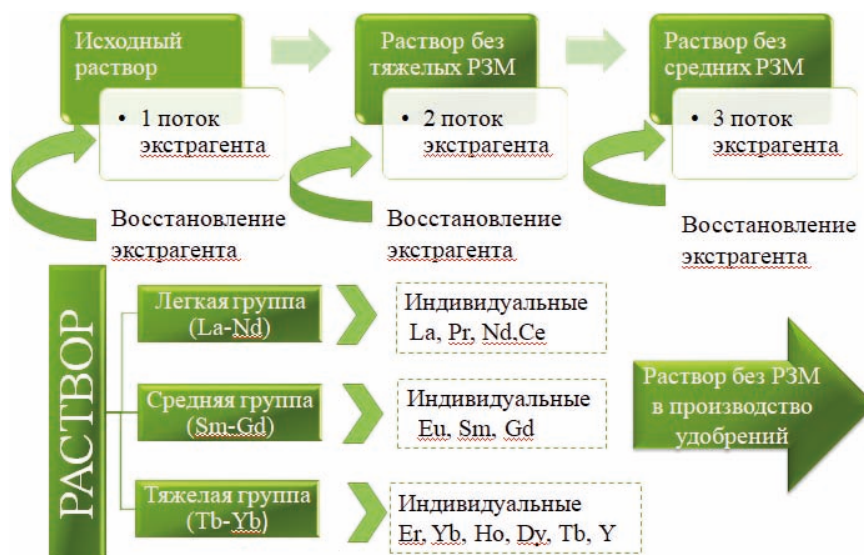 Исходный
раствор
Раствор без
тяжелых РЗМ
Раствор без
средних РЗМ
• 1 поток
экстрагента
• 2 поток
экстрагента
• 3 поток
экстрагента
Восстановление
экстрагента
Восстановление
экстрагента
Восстановление
экстрагента
РАСТВОР
Легкая группа
(La-Nd)
Индивидуальные
La, Pr, Nd,Ce
Средняя группа
(Sm-Gd)
Индивидуальные
Eu, Sm, Gd
Тяжелая группа
(Tb-Yb)
Индивидуальные
Er, Yb, Ho, Dy, Tb, Y
Раствор без РЗМ
в производство
удобрений